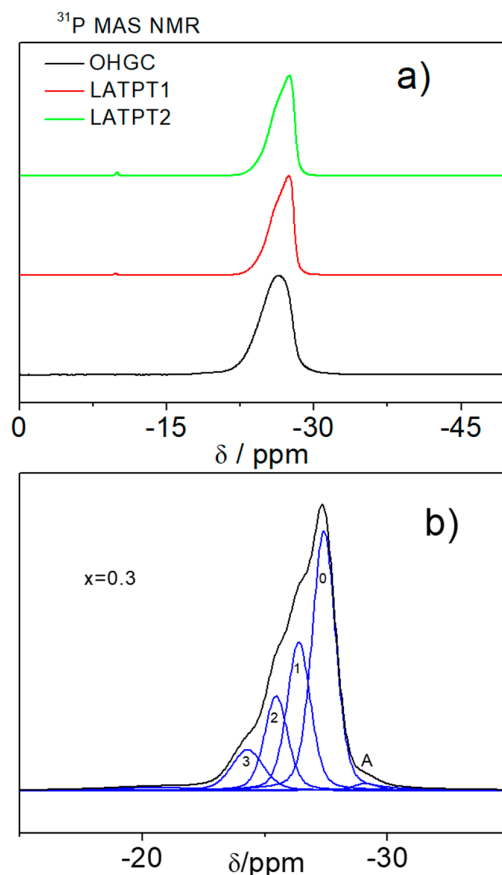 ³¹P MAS NMR
OHGC
LATPT1
LATPT2
a)
0 -15 -30 -45
δ / ppm
b)
x=0.3
0
1
2
3
A
-20 -30
δ/ppm